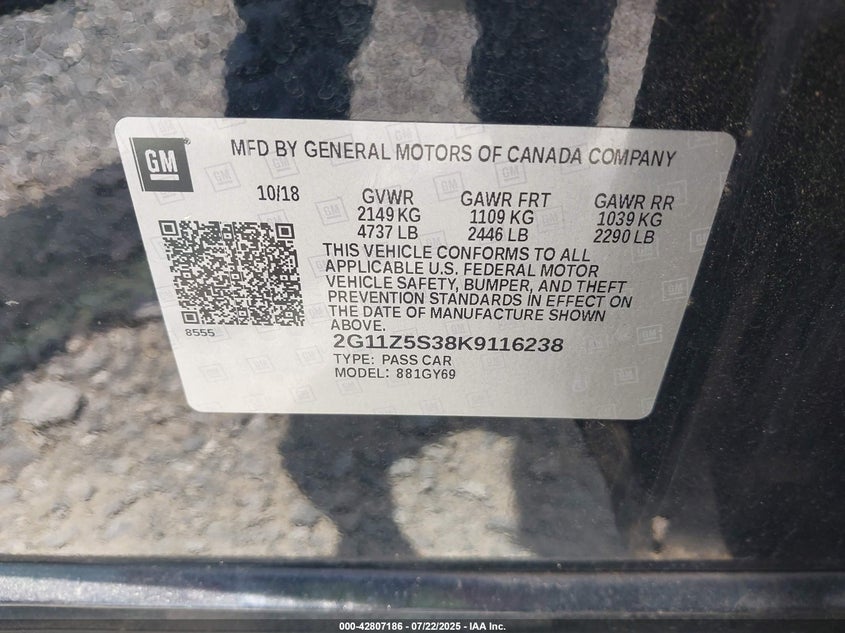 GM
MFD BY GENERAL MOTORS OF CANADA COMPANY
10/18
GVWR
2149 KG
4737 LB
GAWR FRT
1109 KG
2446 LB
GAWR RR
1039 KG
2290 LB
THIS VEHICLE CONFORMS TO ALL
APPLICABLE U.S. FEDERAL MOTOR
VEHICLE SAFETY, BUMPER, AND THEFT
PREVENTION STANDARDS IN EFFECT ON
THE DATE OF MANUFACTURE SHOWN
ABOVE.
8555
2G11Z5S38K9116238
TYPE: PASS CAR
MODEL: 881GY69
000-42807186 - 07/22/2025 - IAA Inc.